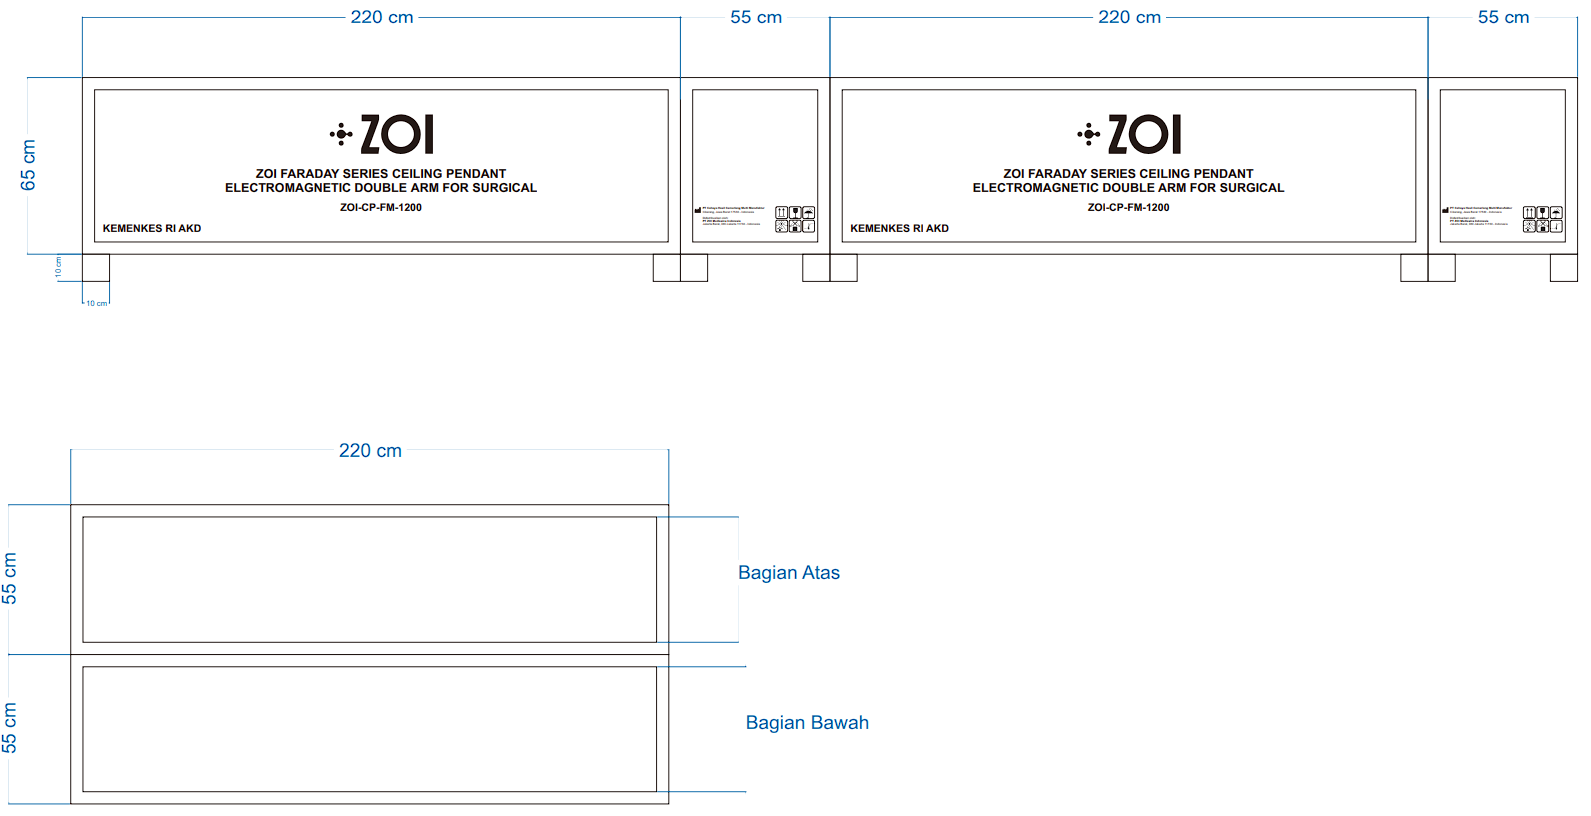 220 cm
55 cm
220 cm
55 cm
65 cm
ZOI
ZOI FARADAY SERIES CEILING PENDANT
ELECTROMAGNETIC DOUBLE ARM FOR SURGICAL
ZOI-CP-FM-1200
KEMENKES RI AKD
ZOI
ZOI FARADAY SERIES CEILING PENDANT
ELECTROMAGNETIC DOUBLE ARM FOR SURGICAL
ZOI-CP-FM-1200
KEMENKES RI AKD
10 cm
10 cm
220 cm
55 cm
Bagian Atas
55 cm
Bagian Bawah